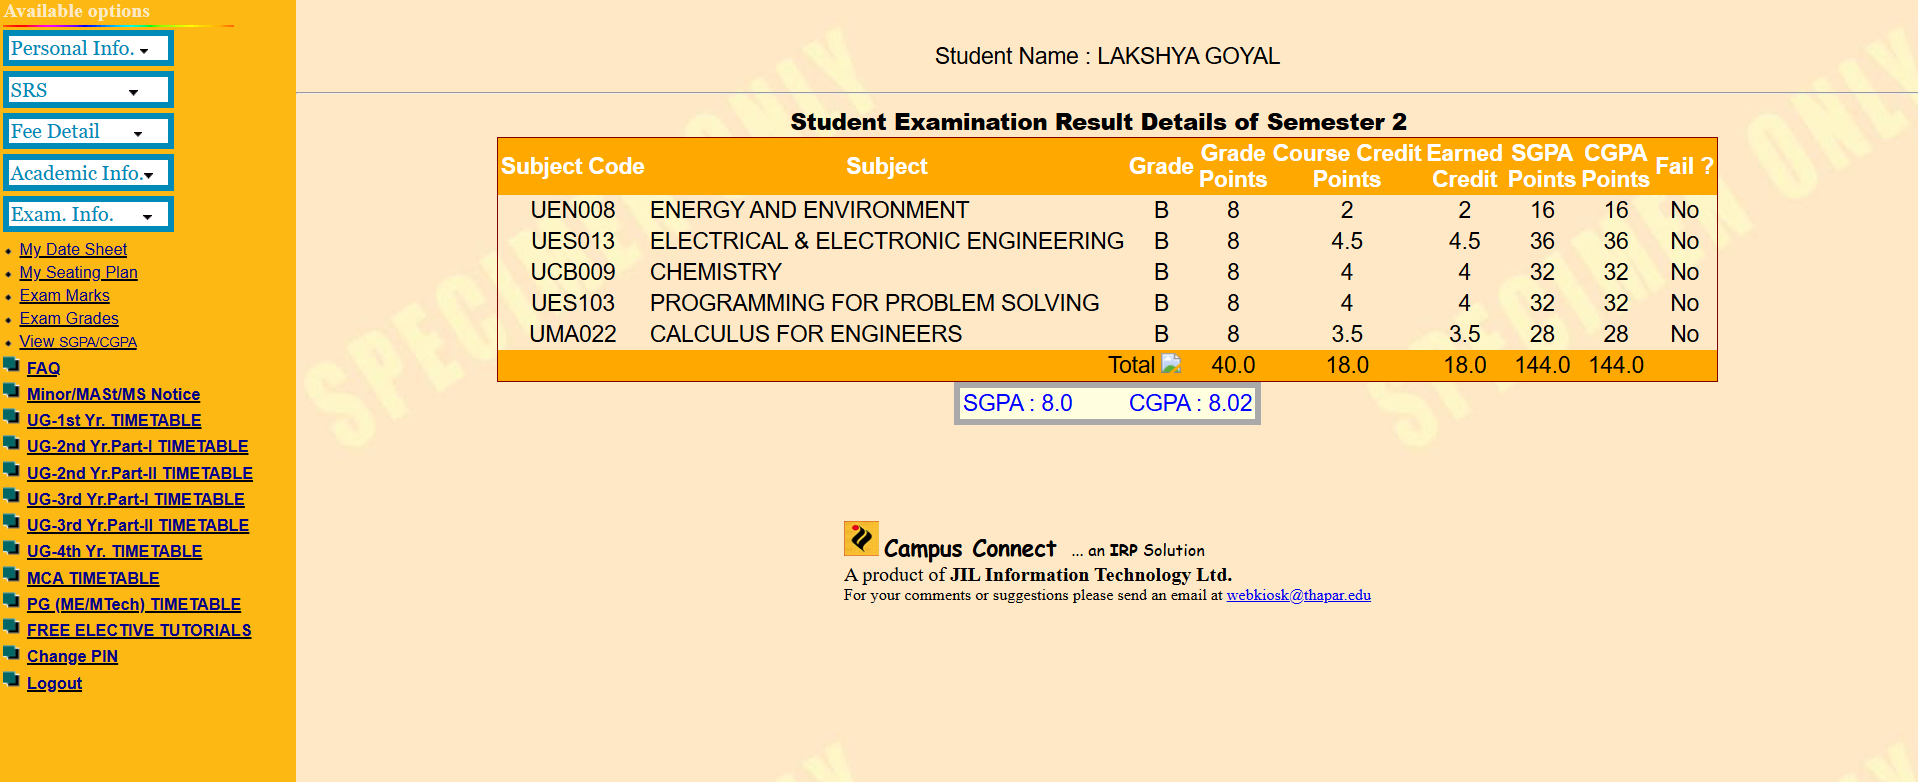 Available options
Personal Info.
SRS
Fee Detail
Academic Info.
Exam. Info.
My Date Sheet
My Seating Plan
Exam Marks
Exam Grades
View SGPA/CGPA
FAQ
Minor/MASt/MS Notice
UG-1st Yr. TIMETABLE
UG-2nd Yr.Part-I TIMETABLE
UG-2nd Yr.Part-II TIMETABLE
UG-3rd Yr.Part-I TIMETABLE
UG-3rd Yr.Part-II TIMETABLE
UG-4th Yr. TIMETABLE
MCA TIMETABLE
PG (ME/MTech) TIMETABLE
FREE ELECTIVE TUTORIALS
Change PIN
Logout
Student Name : LAKSHYA GOYAL
Student Examination Result Details of Semester 2
Subject Code Subject Grade Grade Points Course Credit Points Earned Credit SGPA Points CGPA Points Fail ?
UEN008 ENERGY AND ENVIRONMENT B 8 2 2 16 16 No
UES013 ELECTRICAL & ELECTRONIC ENGINEERING B 8 4.5 4.5 36 36 No
UCB009 CHEMISTRY B 8 4 4 32 32 No
UES103 PROGRAMMING FOR PROBLEM SOLVING B 8 4 4 32 32 No
UMA022 CALCULUS FOR ENGINEERS B 8 3.5 3.5 28 28 No
Total 40.0 18.0 18.0 144.0 144.0
SGPA : 8.0 CGPA : 8.02
SPECIMEN ONLY
SPECIMEN ONLY
Campus Connect ... an IRP Solution
A product of JIL Information Technology Ltd.
For your comments or suggestions please send an email at webkiosk@thapar.edu